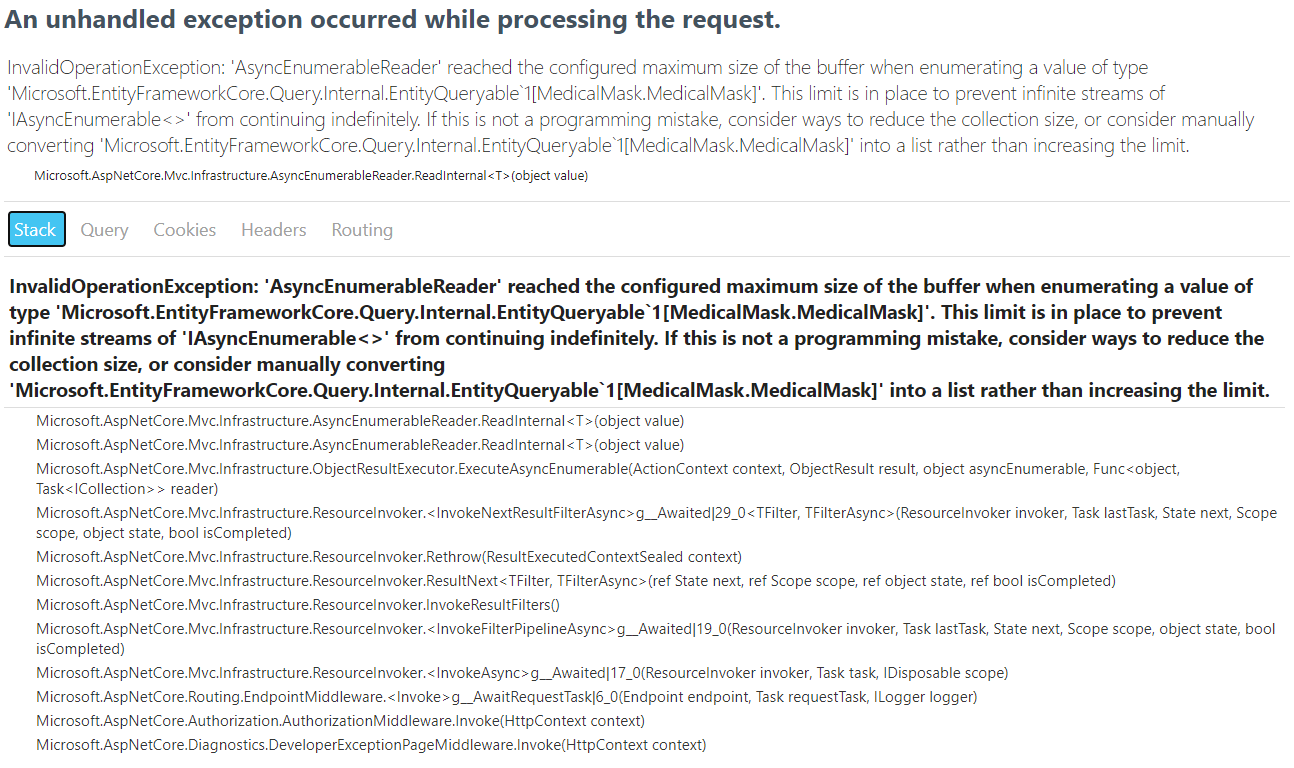 An unhandled exception occurred while processing the request.
InvalidOperationException: 'AsyncEnumerableReader' reached the configured maximum size of the buffer when enumerating a value of type
'Microsoft.EntityFrameworkCore.Query.Internal.EntityQueryable`1[MedicalMask.MedicalMask]'. This limit is in place to prevent infinite streams of
'IAsyncEnumerable<>' from continuing indefinitely. If this is not a programming mistake, consider ways to reduce the collection size, or consider manually
converting 'Microsoft.EntityFrameworkCore.Query.Internal.EntityQueryable`1[MedicalMask.MedicalMask]' into a list rather than increasing the limit.
Microsoft.AspNetCore.Mvc.Infrastructure.AsyncEnumerableReader.ReadInternal<T>(object value)
Stack Query Cookies Headers Routing
InvalidOperationException: 'AsyncEnumerableReader' reached the configured maximum size of the buffer when enumerating a value of
type 'Microsoft.EntityFrameworkCore.Query.Internal.EntityQueryable`1[MedicalMask.MedicalMask]'. This limit is in place to prevent
infinite streams of 'IAsyncEnumerable<>' from continuing indefinitely. If this is not a programming mistake, consider ways to reduce the
collection size, or consider manually converting
'Microsoft.EntityFrameworkCore.Query.Internal.EntityQueryable`1[MedicalMask.MedicalMask]' into a list rather than increasing the limit.
Microsoft.AspNetCore.Mvc.Infrastructure.AsyncEnumerableReader.ReadInternal<T>(object value)
Microsoft.AspNetCore.Mvc.Infrastructure.AsyncEnumerableReader.ReadInternal<T>(object value)
Microsoft.AspNetCore.Mvc.Infrastructure.ObjectResultExecutor.ExecuteAsyncEnumerable(ActionContext context, ObjectResult result, object asyncEnumerable, Func<object,
Task<ICollection>> reader)
Microsoft.AspNetCore.Mvc.Infrastructure.ResourceInvoker.<InvokeNextResultFilterAsync>g__Awaited|29_0<TFilter, TFilterAsync>(ResourceInvoker invoker, Task lastTask, State next, Scope
scope, object state, bool isCompleted)
Microsoft.AspNetCore.Mvc.Infrastructure.ResourceInvoker.Rethrow(ResultExecutedContextSealed context)
Microsoft.AspNetCore.Mvc.Infrastructure.ResourceInvoker.ResultNext<TFilter, TFilterAsync>(ref State next, ref Scope scope, ref object state, ref bool isCompleted)
Microsoft.AspNetCore.Mvc.Infrastructure.ResourceInvoker.InvokeResultFilters()
Microsoft.AspNetCore.Mvc.Infrastructure.ResourceInvoker.<InvokeFilterPipelineAsync>g__Awaited|19_0(ResourceInvoker invoker, Task lastTask, State next, Scope scope, object state, bool
isCompleted)
Microsoft.AspNetCore.Mvc.Infrastructure.ResourceInvoker.<InvokeAsync>g__Awaited|17_0(ResourceInvoker invoker, Task task, IDisposable scope)
Microsoft.AspNetCore.Routing.EndpointMiddleware.<Invoke>g__AwaitRequestTask|6_0(Endpoint endpoint, Task requestTask, ILogger logger)
Microsoft.AspNetCore.Authorization.AuthorizationMiddleware.Invoke(HttpContext context)
Microsoft.AspNetCore.Diagnostics.DeveloperExceptionPageMiddleware.Invoke(HttpContext context)